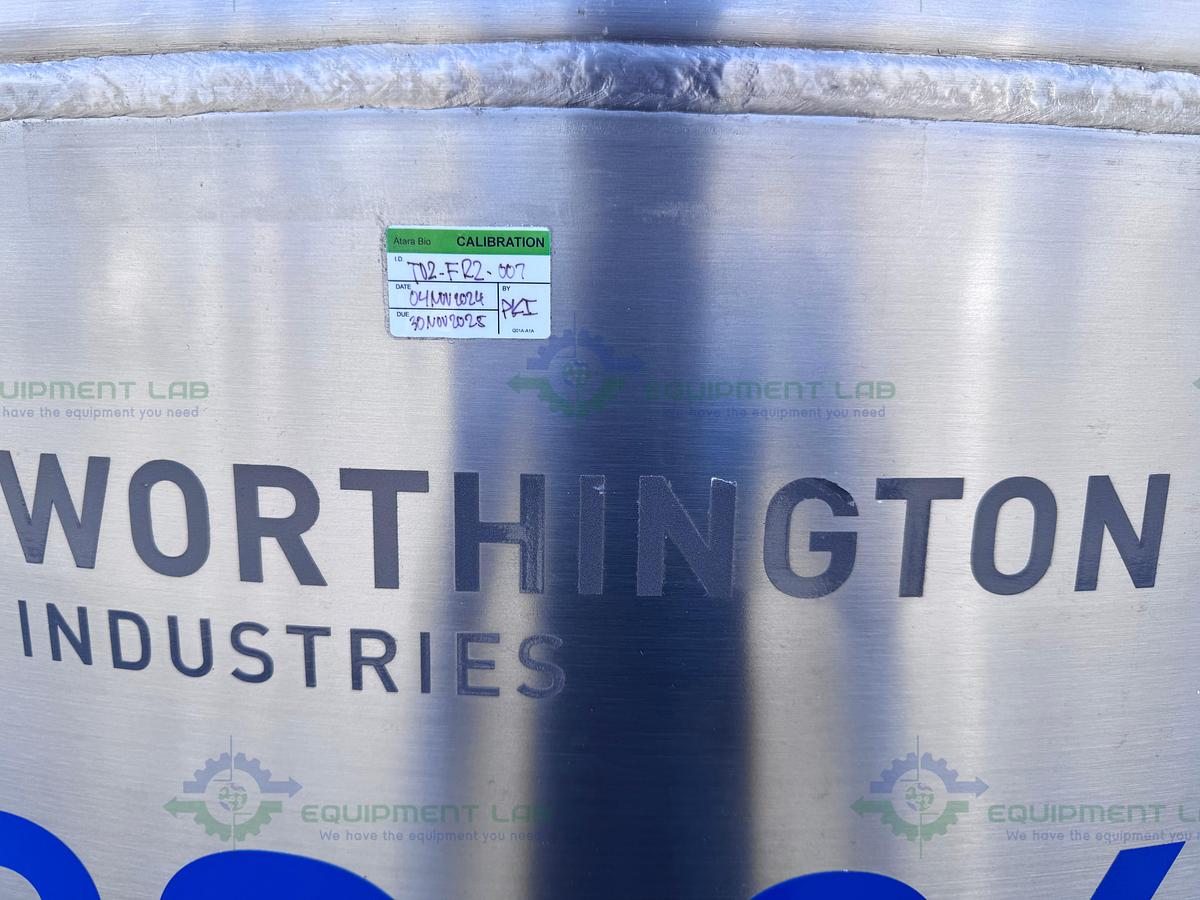 Atara Bio CALIBRATION
I.D. TD2-FR2-007
DATE 04NOV2024
BY PKI
DUE 30NOV2025
Q01A-A1A
EQUIPMENT LAB
have the equipment you need
EQUIPMENT LAB
We have the equipment you need
WORTHINGTON
INDUSTRIES
EQUIPMENT LAB
We have the equipment you need
EQUIPMENT L
We have the equipment you